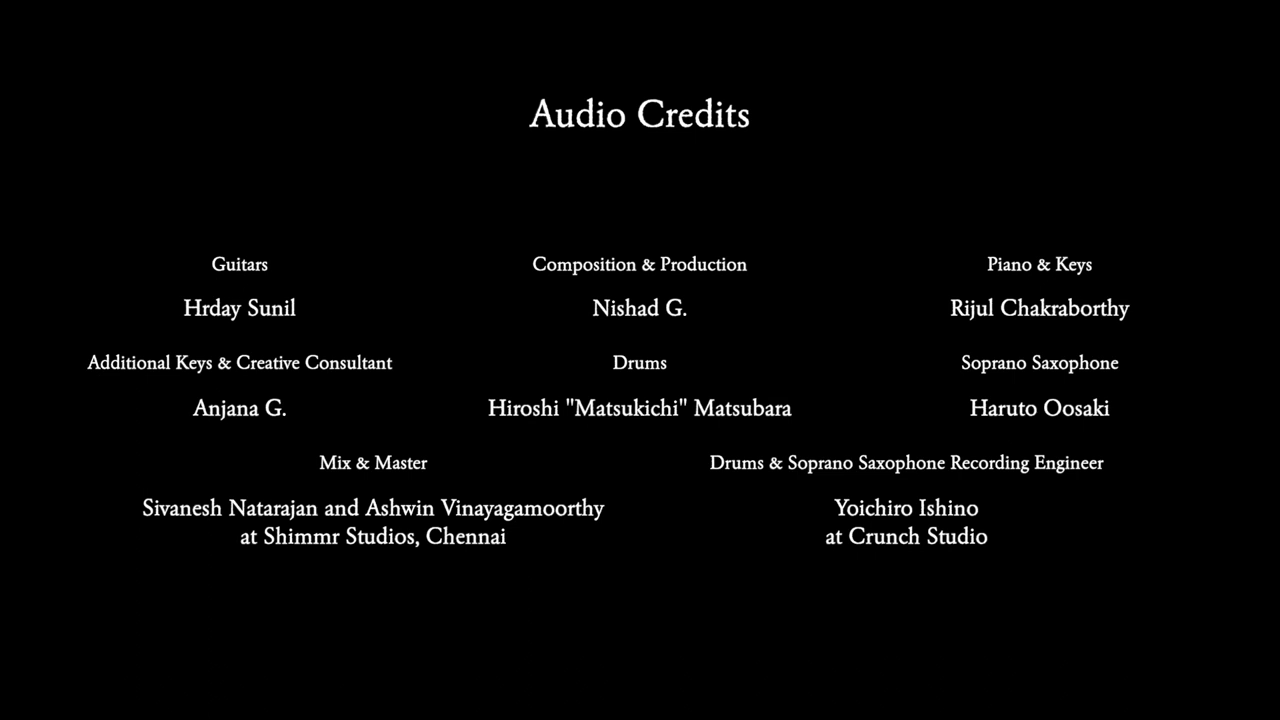 Audio Credits
Guitars
Composition & Production
Piano & Keys
Hrday Sunil
Nishad G.
Rijul Chakraborthy
Additional Keys & Creative Consultant
Drums
Soprano Saxophone
Anjana G.
Hiroshi "Matsukichi" Matsubara
Haruto Oosaki
Mix & Master
Drums & Soprano Saxophone Recording Engineer
Sivanesh Natarajan and Ashwin Vinayagamoorthy
at Shimmr Studios, Chennai
Yoichiro Ishino
at Crunch Studio